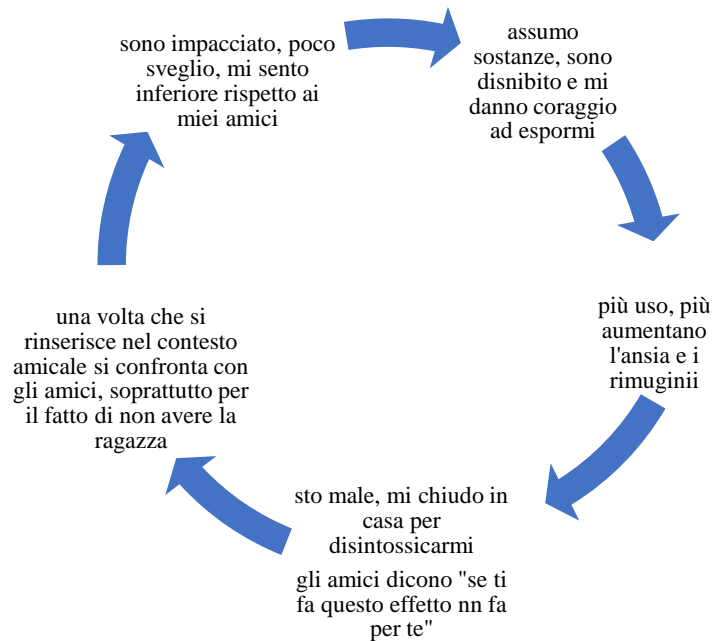 sono impacciato, poco
sveglio, mi sento
inferiore rispetto ai
miei amici
assumo
sostanze, sono
disnibito e mi
danno coraggio
ad espormi
più uso, più
aumentano
l'ansia e i
rimuginii
sto male, mi chiudo in
casa per
disintossicarmi
gli amici dicono "se ti
fa questo effetto nn fa
per te"
una volta che si
rinserisce nel contesto
amicale si confronta con
gli amici, soprattutto per
il fatto di non avere la
ragazza